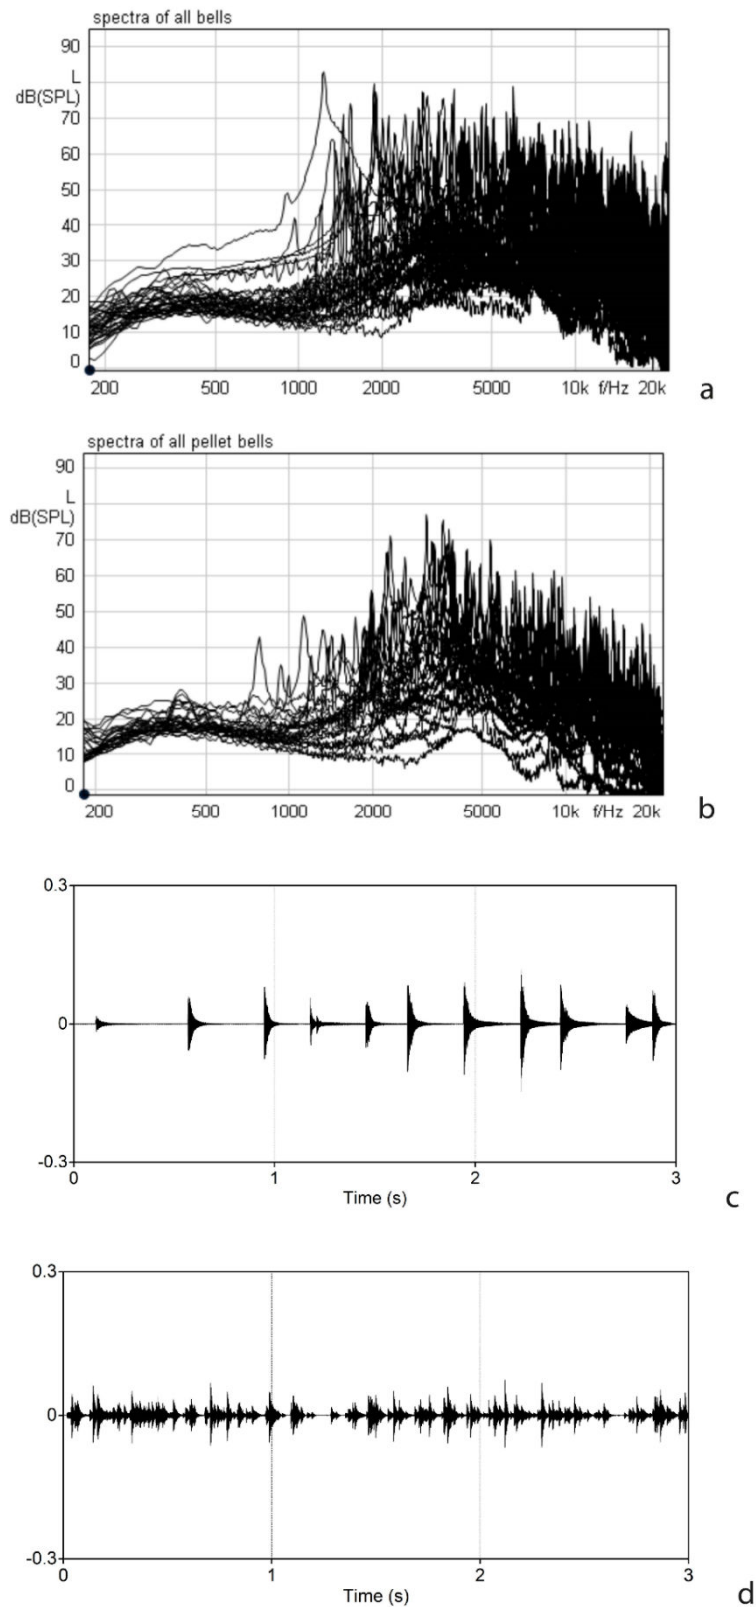 spectra of all bells
90
L
dB(SPL)
70
60
50
40
30
20
10
0
200 500 1000 2000 5000 10k f/Hz 20k
a
spectra of all pellet bells
90
L
dB(SPL)
70
60
50
40
30
20
10
0
200 500 1000 2000 5000 10k f/Hz 20k
b
0.3
0
-0.3
0 1 2 3
Time (s)
c
0.3
0
-0.3
0 1 2 3
Time (s)
d